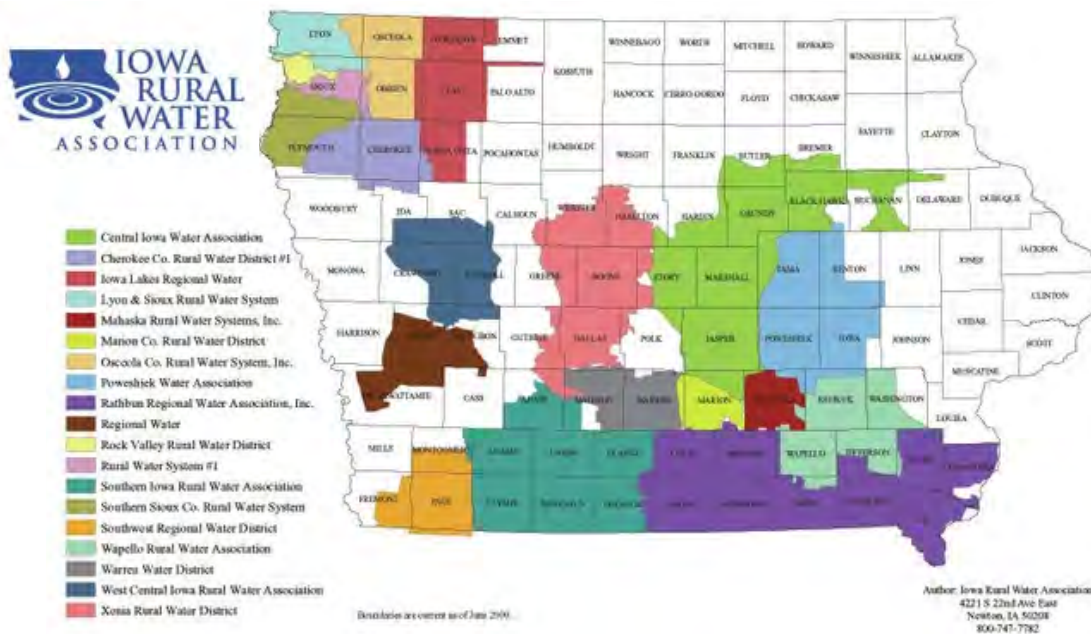 IOWA
RURAL
WATER
ASSOCIATION
LYON
OSCEOLA
EMMET
WINNEBAGO
WORTH
MITCHELL
HOWARD
WINNESHIEK
ALLAMAKEE
KOSSUTH
SIOUX
OBRIEN
CLAY
PALO ALTO
HANCOCK
CERRO GORDO
FLOYD
CHICKASAW
FAYETTE
CLAYTON
PLYMOUTH
CHEROKEE
POCAHONTAS
HUMBOLDT
WRIGHT
FRANKLIN
BUTLER
BREMER
WOODBURY
IDA
SAC
CALHOUN
WEBSTER
HAMILTON
HARDIN
GRUNDY
BLACK HAWK
BUCHANAN
DELAWARE
DUBUQUE
MONONA
CRAWFORD
GREENE
BOONE
STORY
MARSHALL
TAMA
BENTON
LINN
JONES
JACKSON
CLINTON
CEDAR
SCOTT
HARRISON
GUTHRIE
DALLAS
POLK
JASPER
POWESHIEK
IOWA
JOHNSON
MUSCATINE
CASS
MADISON
WARREN
MARION
KEOKUK
WASHINGTON
LOUISA
MILLS
MONTGOMERY
ADAMS
UNION
CLARKE
WAPELLO
JEFFERSON
FREMONT
PAGE
Central Iowa Water Association
Cherokee Co. Rural Water District #1
Iowa Lakes Regional Water
Lyon & Sioux Rural Water System
Mahaska Rural Water Systems, Inc.
Marion Co. Rural Water District
Osceola Co. Rural Water System, Inc.
Poweshiek Water Association
Rathbun Regional Water Association, Inc.
Regional Water
Rock Valley Rural Water District
Rural Water System #1
Southern Iowa Rural Water Association
Southern Sioux Co. Rural Water System
Southwest Regional Water District
Wapello Rural Water Association
Warren Water District
West Central Iowa Rural Water Association
Xenia Rural Water District
Boundaries are current as of June
Author: Iowa Rural Water Association
4221 S 22nd Ave East
Newton, IA 50208
800-747-7782